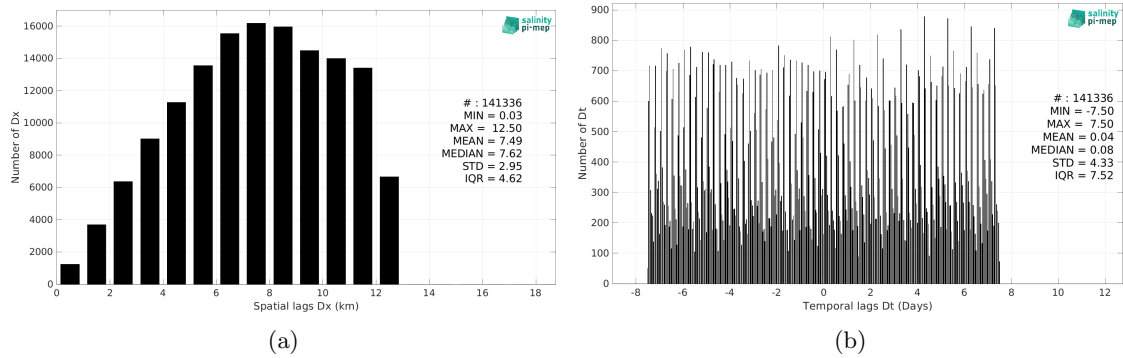 salinity
pi-mep
16000
14000
12000
10000
8000
6000
4000
2000
0
Number of Dx
# : 141336
MIN = 0.03
MAX = 12.50
MEAN = 7.49
MEDIAN = 7.62
STD = 2.95
IQR = 4.62
0 2 4 6 8 10 12 14 16 18
Spatial lags Dx (km)
(a)
salinity
pi-mep
900
800
700
600
500
400
300
200
100
0
Number of Dt
# : 141336
MIN = -7.50
MAX = 7.50
MEAN = 0.04
MEDIAN = 0.08
STD = 4.33
IQR = 7.52
-8 -6 -4 -2 0 2 4 6 8 10 12
Temporal lags Dt (Days)
(b)